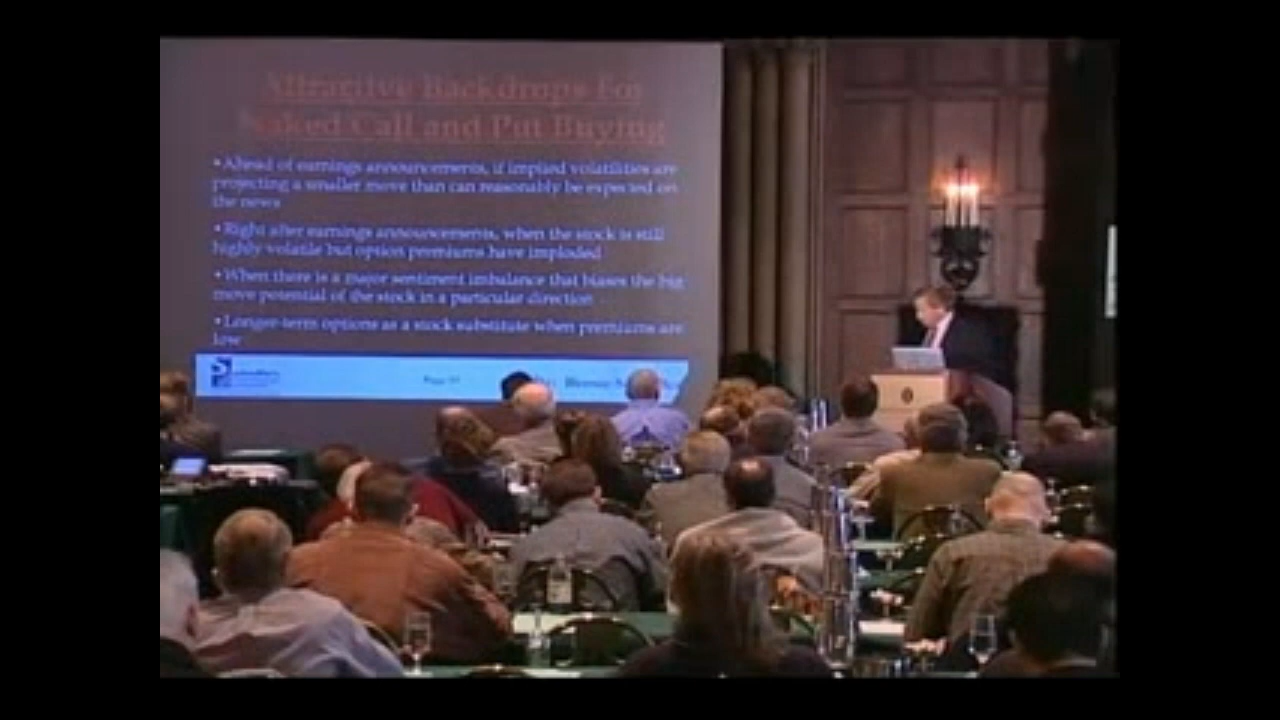 Attractive Backdrops For
Naked Call and Put Buying
•Ahead of earnings announcements, if implied volatilities are
projecting a smaller move than can reasonably be expected on
the news
•Right after earnings announcements, when the stock is still
highly volatile but option premiums have imploded
•When there is a major sentiment imbalance that biases the big
move potential of the stock in a particular direction
•Longer-term options as a stock substitute when premiums are
low
Page